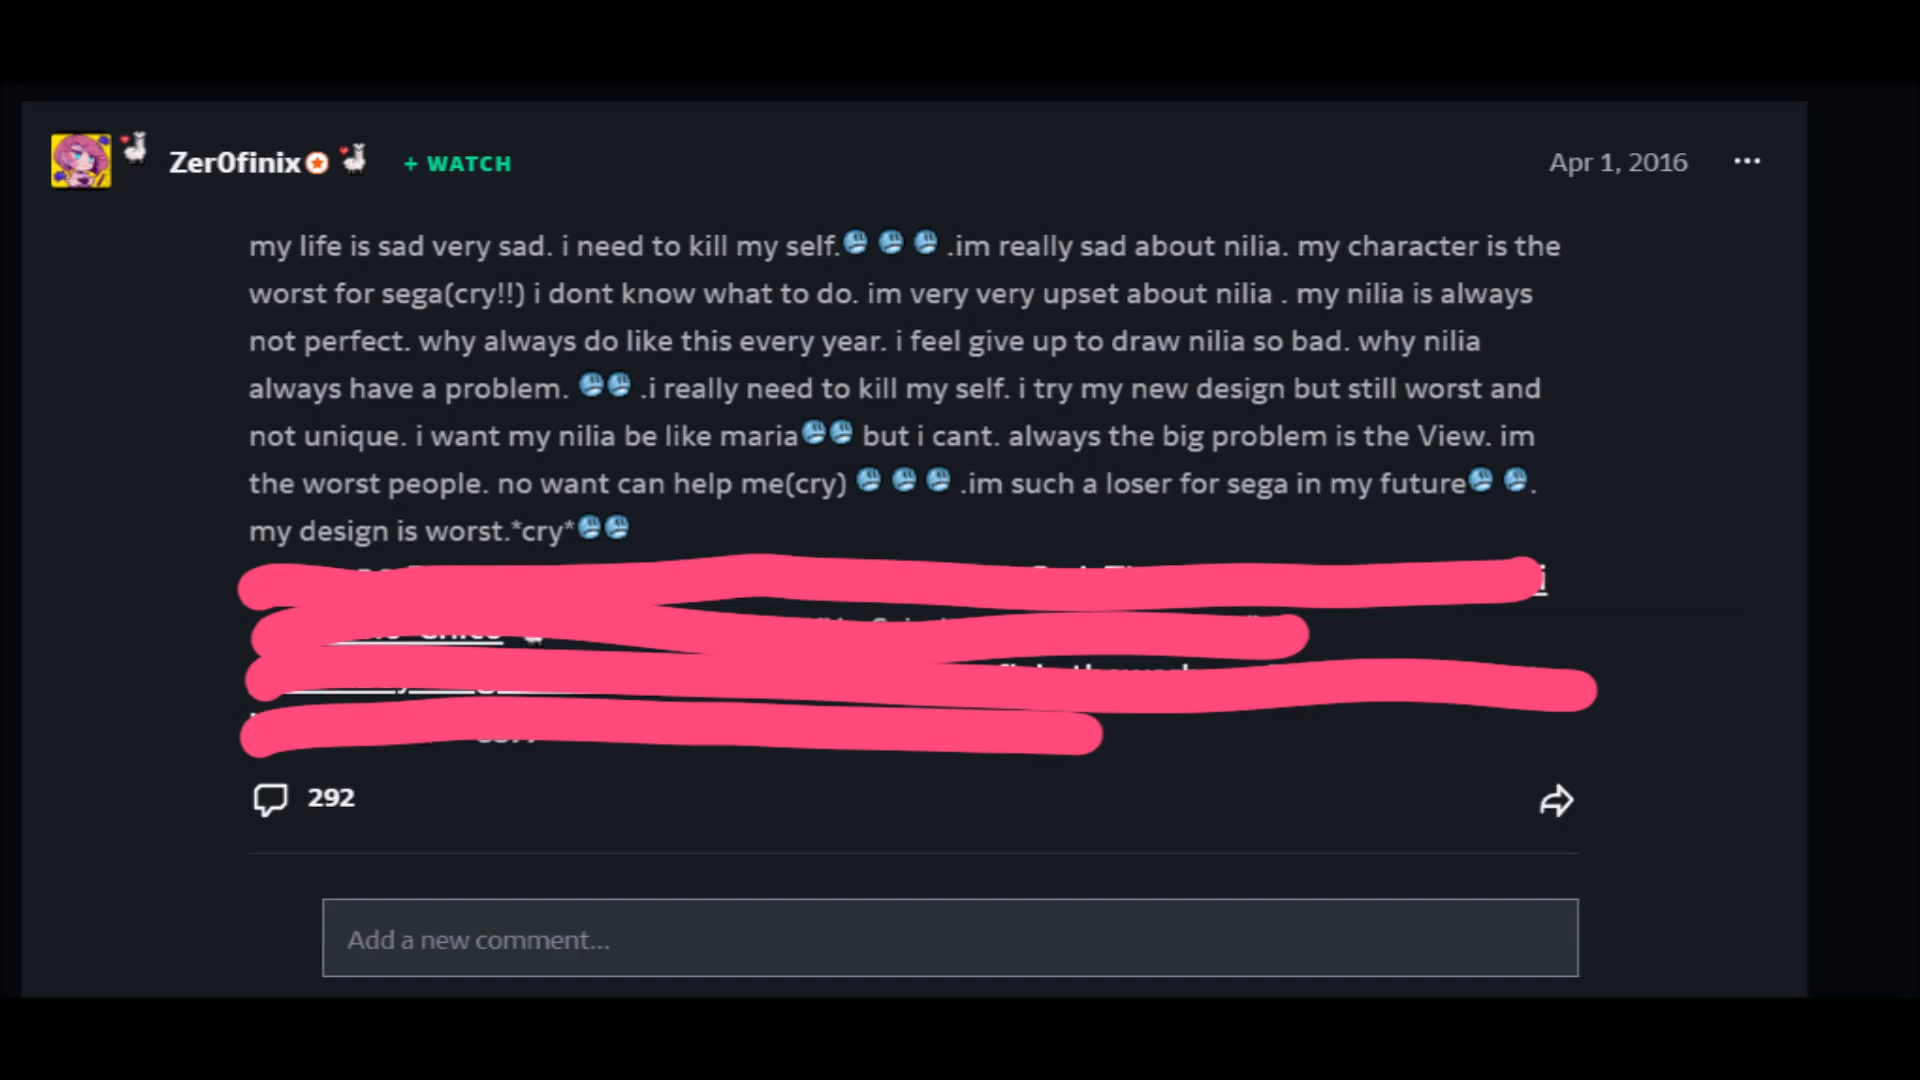 Zer0finix + WATCH Apr 1, 2016
my life is sad very sad. i need to kill my self. .im really sad about nilia. my character is the
worst for sega(cry!!) i dont know what to do. im very very upset about nilia . my nilia is always
not perfect. why always do like this every year. i feel give up to draw nilia so bad. why nilia
always have a problem. .i really need to kill my self. i try my new design but still worst and
not unique. i want my nilia be like maria but i cant. always the big problem is the View. im
the worst people. no want can help me(cry) .im such a loser for sega in my future .
my design is worst.*cry*
292
Add a new comment...